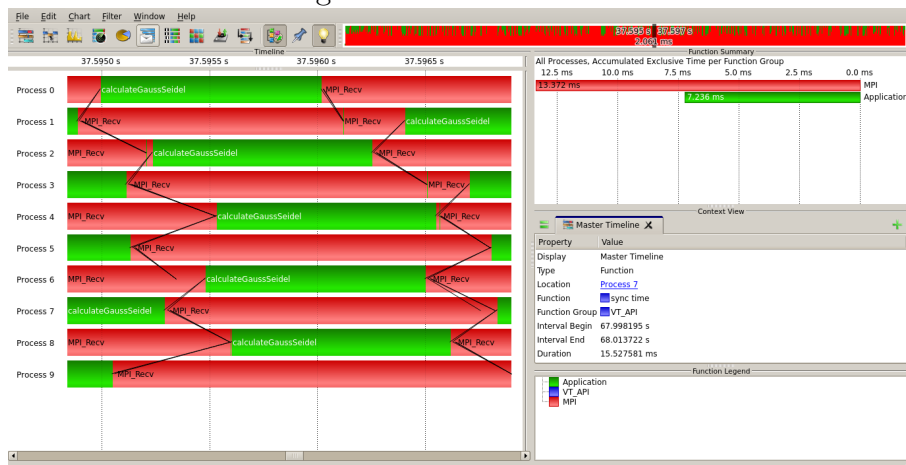 File Edit Chart Filter Window Help
37.595 s 37.597 s
2.061 ms
Timeline
37.5950 s 37.5955 s 37.5960 s 37.5965 s
Process 0 calculateGaussSeidel MPI_Recv
Process 1 MPI_Recv MPI_Recv calculateGaussSeidel
Process 2 MPI_Recv calculateGaussSeidel MPI_Recv
Process 3 MPI_Recv MPI_Recv
Process 4 MPI_Recv calculateGaussSeidel MPI_Recv
Process 5 MPI_Recv
Process 6 MPI_Recv calculateGaussSeidel MPI_Recv
Process 7 calculateGaussSeidel MPI_Recv
Process 8 MPI_Recv calculateGaussSeidel MPI_Recv
Process 9 MPI_Recv
Function Summary
All Processes, Accumulated Exclusive Time per Function Group
12.5 ms 10.0 ms 7.5 ms 5.0 ms 2.5 ms 0.0 ms
13.372 ms MPI
7.236 ms Application
Context View
Master Timeline
Property Value
Display Master Timeline
Type Function
Location Process 7
Function sync time
Function Group VT_API
Interval Begin 67.998195 s
Interval End 68.013722 s
Duration 15.527581 ms
Function Legend
Application
VT_API
MPI